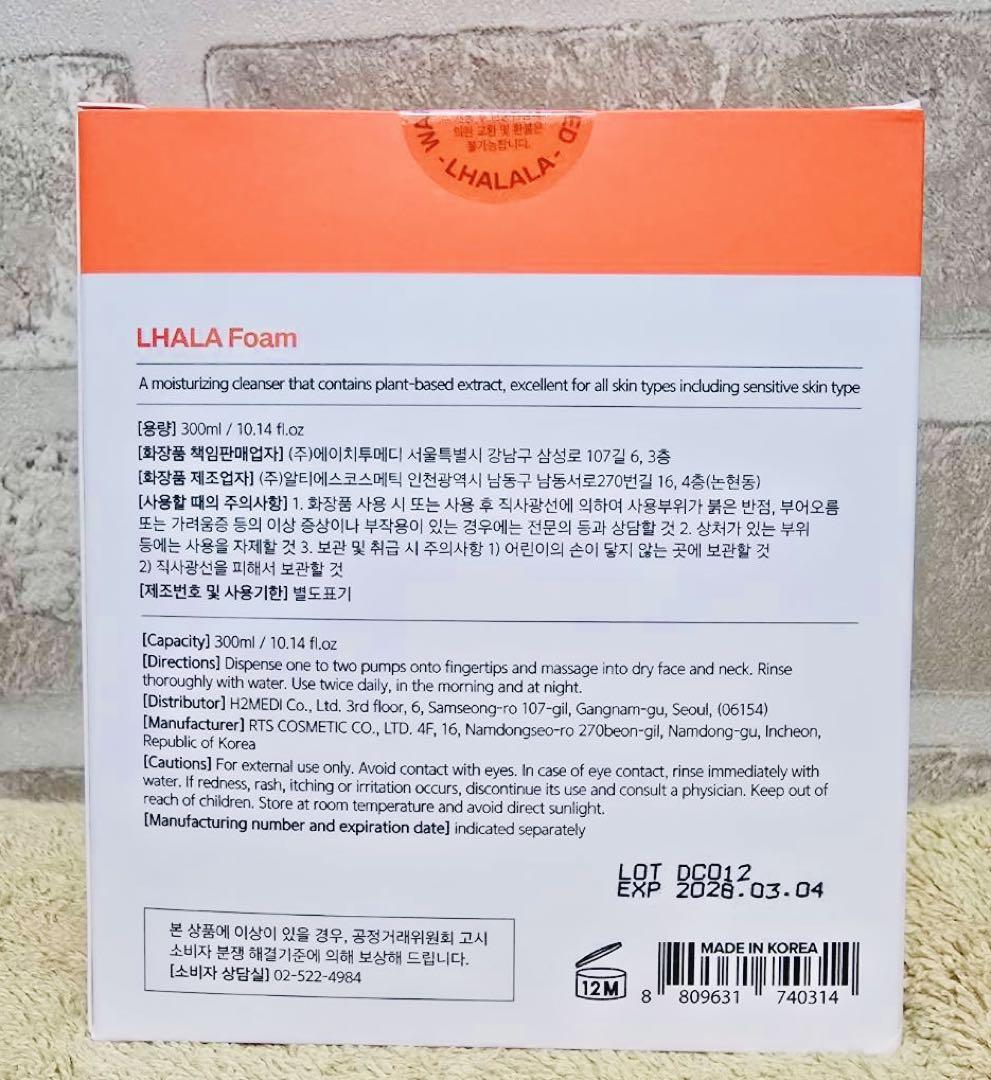 의한 교환 및 환불은
불가능합니다.
- LHALALA -
LHALA Foam
A moisturizing cleanser that contains plant-based extract, excellent for all skin types including sensitive skin type
[용량] 300ml / 10.14 fl.oz
[화장품 책임판매업자] (주)에이치투메디 서울특별시 강남구 삼성로 107길 6, 3층
[화장품 제조업자] (주)알티에스코스메틱 인천광역시 남동구 남동서로270번길 16, 4층(논현동)
[사용할 때의 주의사항] 1. 화장품 사용 시 또는 사용 후 직사광선에 의하여 사용부위가 붉은 반점, 부어오름
또는 가려움증 등의 이상 증상이나 부작용이 있는 경우에는 전문의 등과 상담할 것 2. 상처가 있는 부위
등에는 사용을 자제할 것 3. 보관 및 취급 시 주의사항 1) 어린이의 손이 닿지 않는 곳에 보관할 것
2) 직사광선을 피해서 보관할 것
[제조번호 및 사용기한] 별도표기
[Capacity] 300ml / 10.14 fl.oz
[Directions] Dispense one to two pumps onto fingertips and massage into dry face and neck. Rinse
thoroughly with water. Use twice daily, in the morning and at night.
[Distributor] H2MEDI Co., Ltd. 3rd floor, 6, Samseong-ro 107-gil, Gangnam-gu, Seoul, (06154)
[Manufacturer] RTS COSMETIC CO., LTD. 4F, 16, Namdongseo-ro 270beon-gil, Namdong-gu, Incheon,
Republic of Korea
[Cautions] For external use only. Avoid contact with eyes. In case of eye contact, rinse immediately with
water. If redness, rash, itching or irritation occurs, discontinue its use and consult a physician. Keep out of
reach of children. Store at room temperature and avoid direct sunlight.
[Manufacturing number and expiration date] indicated separately
LOT DC012
EXP 2026.03.04
본 상품에 이상이 있을 경우, 공정거래위원회 고시
소비자 분쟁 해결기준에 의해 보상해 드립니다.
[소비자 상담실] 02-522-4984
12M
MADE IN KOREA
8 809631 740314